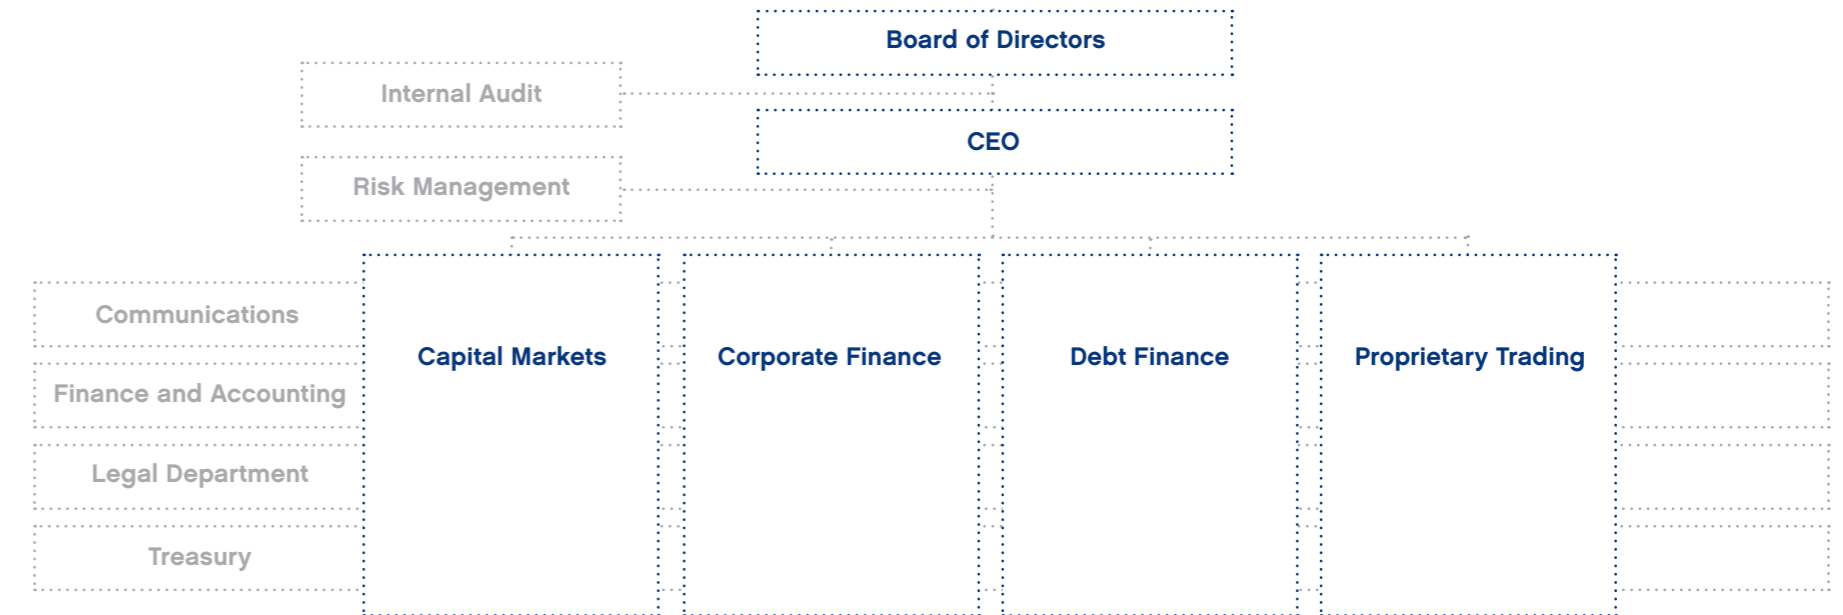 Board of Directors
Internal Audit
CEO
Risk Management
Communications
Capital Markets
Corporate Finance
Debt Finance
Proprietary Trading
Finance and Accounting
Legal Department
Treasury